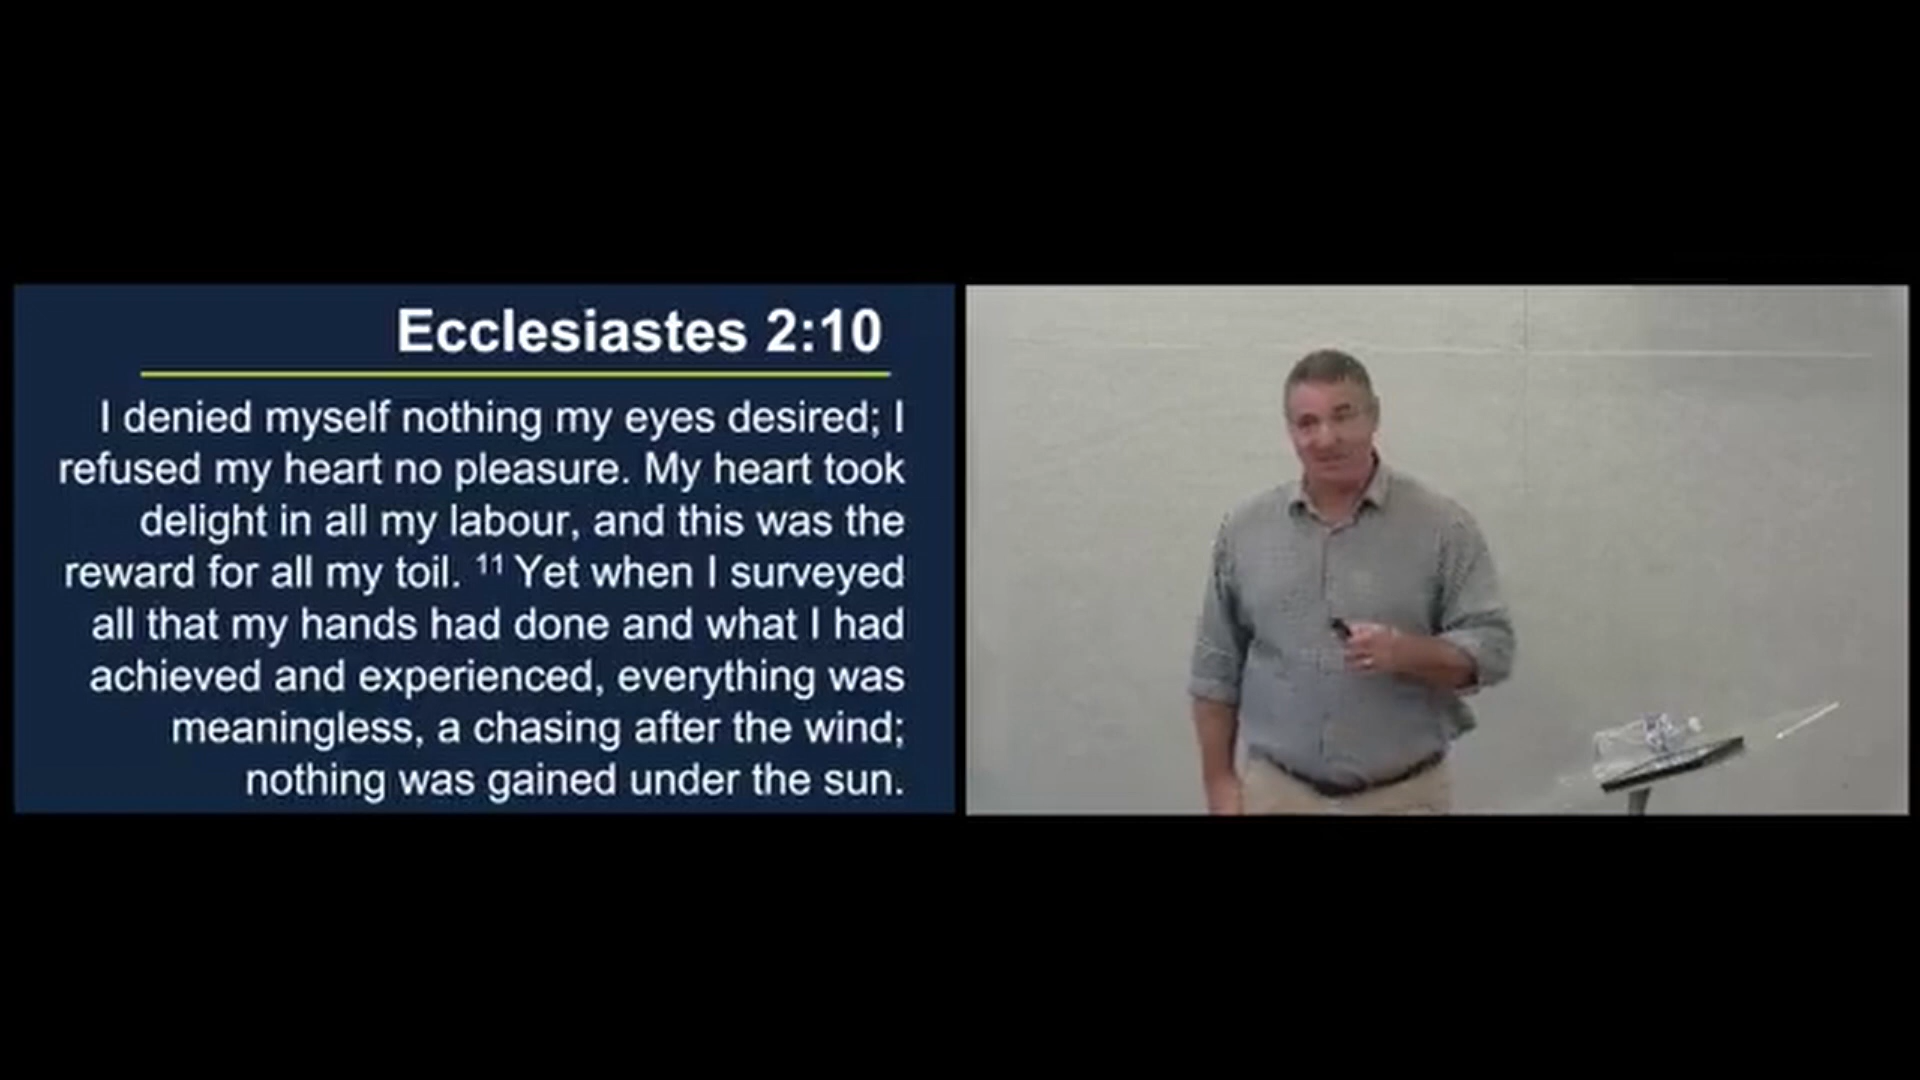 Ecclesiastes 2:10
I denied myself nothing my eyes desired; I
refused my heart no pleasure. My heart took
delight in all my labour, and this was the
reward for all my toil. ¹¹ Yet when I surveyed
all that my hands had done and what I had
achieved and experienced, everything was
meaningless, a chasing after the wind;
nothing was gained under the sun.